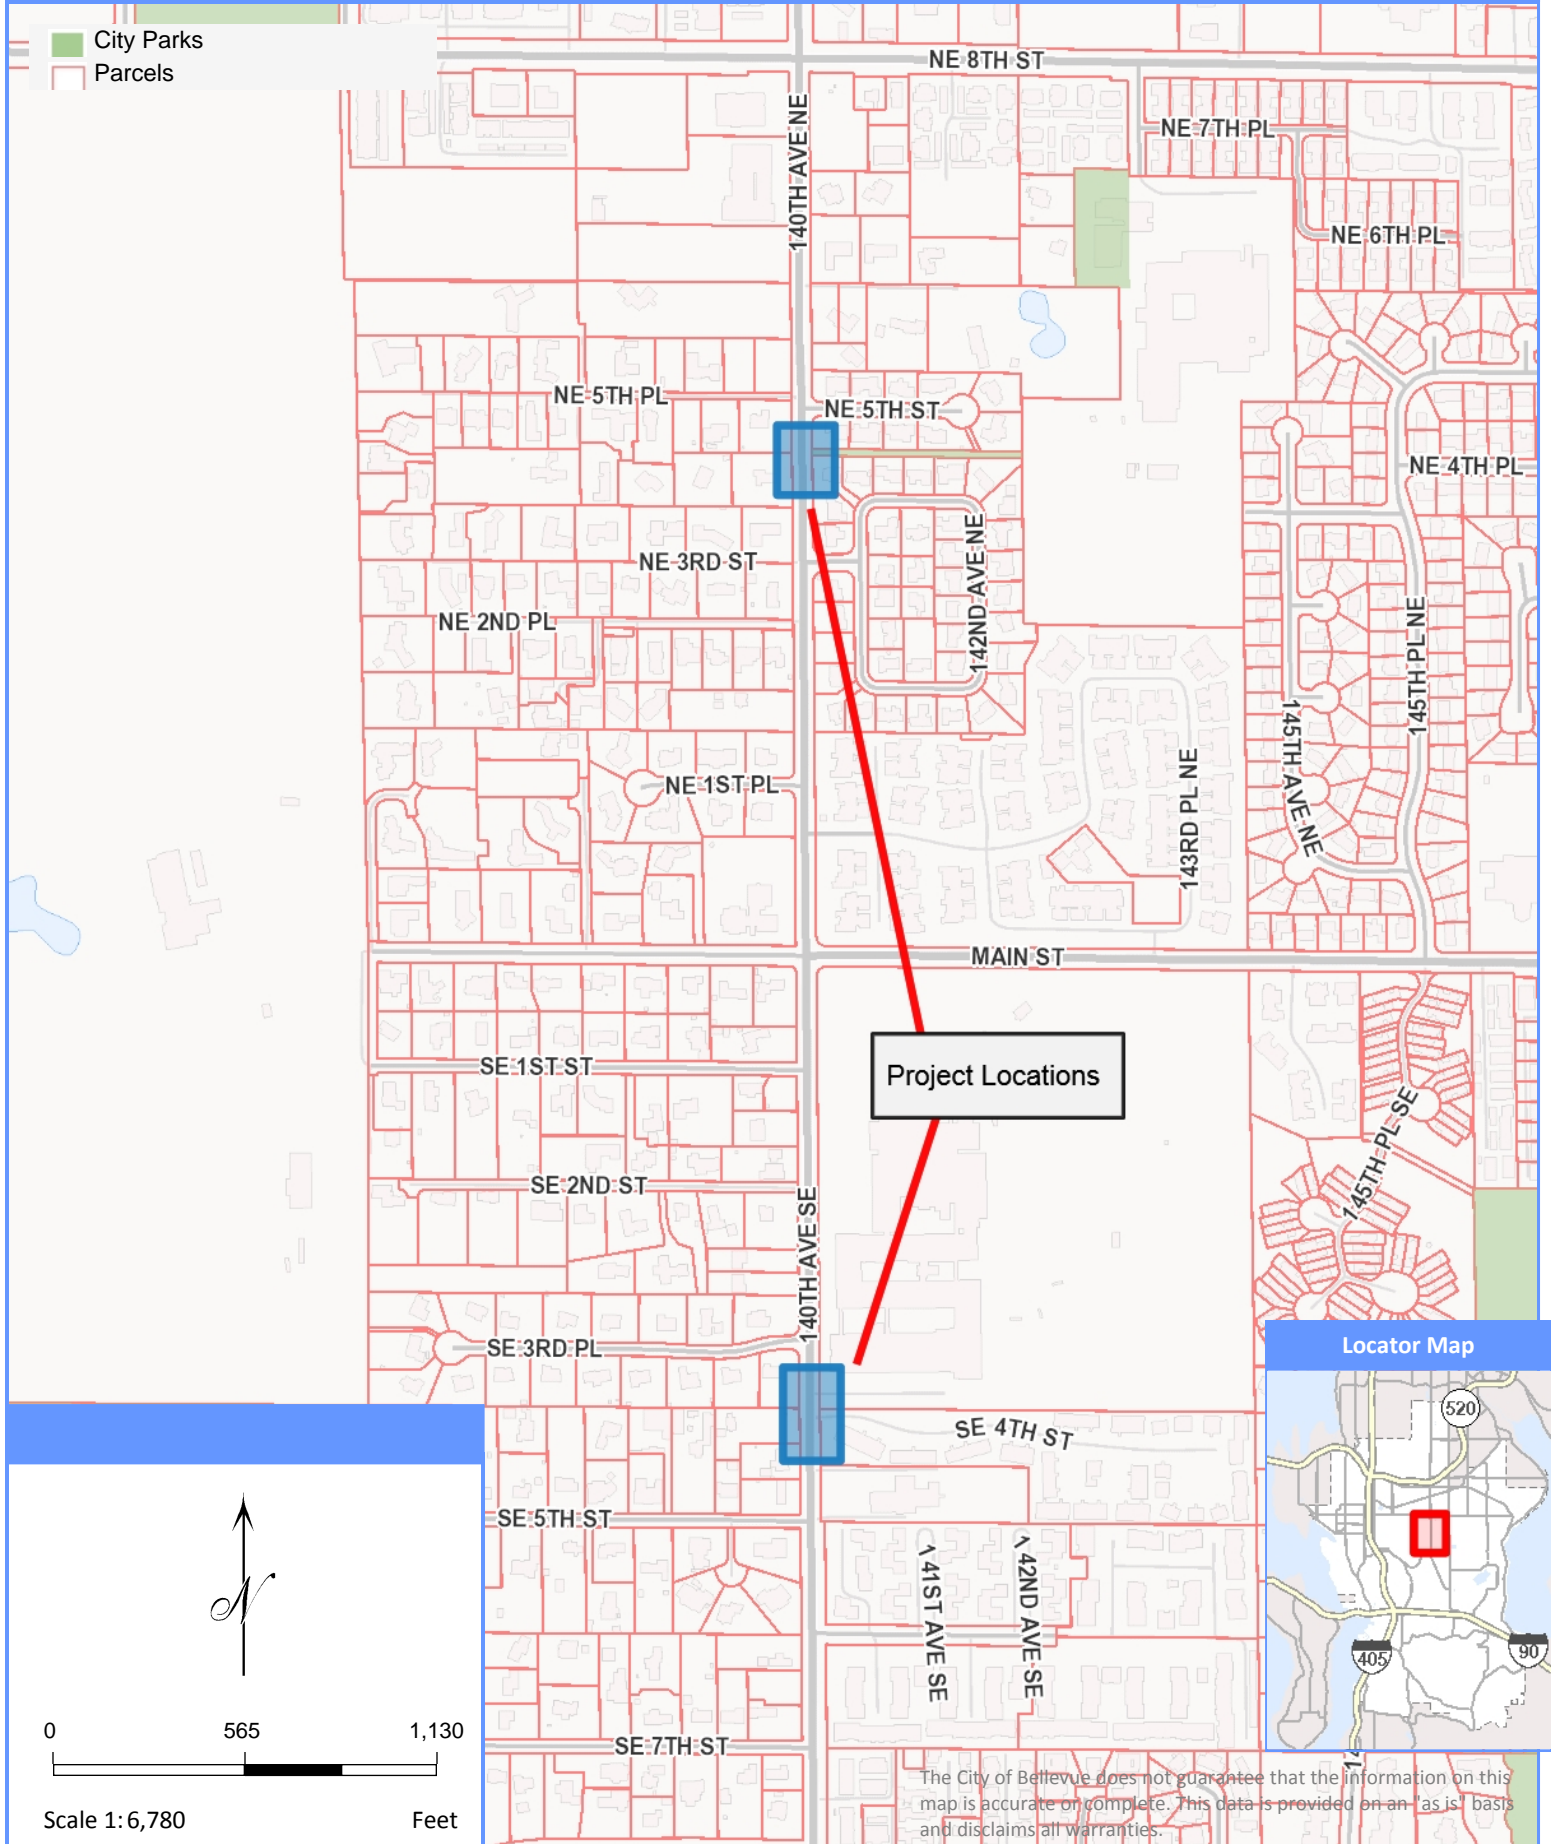 City Parks
Parcels
NE 8TH ST
140TH AVE NE
NE 7TH PL
NE 6TH PL
NE 5TH PL
NE 5TH ST
NE 4TH PL
NE 3RD ST
142ND AVE NE
NE 2ND PL
145TH PL NE
145TH AVE NE
NE 1ST PL
143RD PL NE
MAIN ST
SE 1ST ST
Project Locations
145TH PL SE
SE 2ND ST
140TH AVE SE
SE 3RD PL
SE 4TH ST
SE 5TH ST
141ST AVE SE
142ND AVE SE
SE 7TH ST
14
Locator Map
520
405
90
N
0 565 1,130
Scale 1: 6,780 Feet
The City of Bellevue does not guarantee that the information on this
map is accurate or complete. This data is provided on an "as is" basis
and disclaims all warranties.